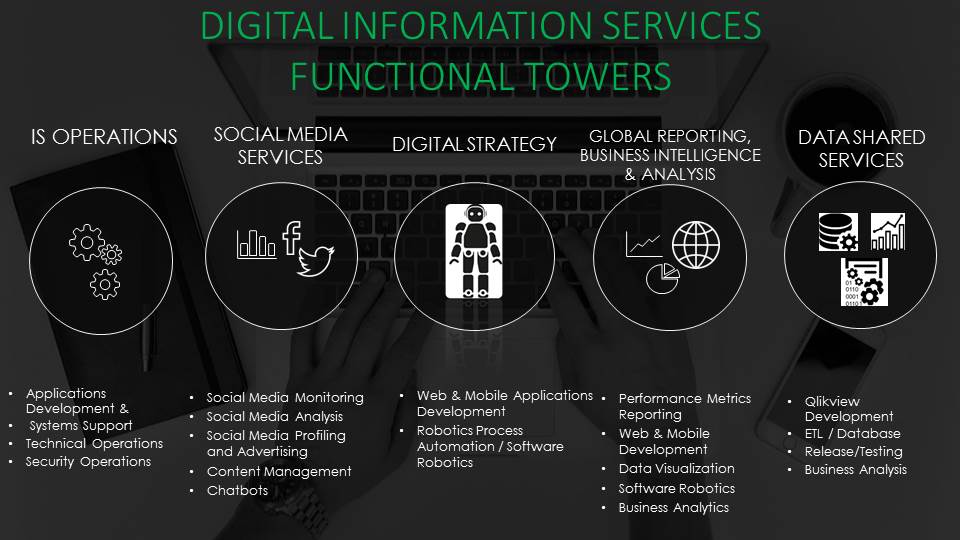 DIGITAL INFORMATION SERVICES
FUNCTIONAL TOWERS
IS OPERATIONS
SOCIAL MEDIA
SERVICES
DIGITAL STRATEGY
GLOBAL REPORTING,
BUSINESS INTELLIGENCE
& ANALYSIS
DATA SHARED
SERVICES
01
0110
0001
0110
• Applications
Development &
• Systems Support
• Technical Operations
• Security Operations
• Social Media Monitoring
• Social Media Analysis
• Social Media Profiling
and Advertising
• Content Management
• Chatbots
• Web & Mobile Applications
Development
• Robotics Process
Automation / Software
Robotics
• Performance Metrics
Reporting
• Web & Mobile
Development
• Data Visualization
• Software Robotics
• Business Analytics
• Qlikview
Development
• ETL / Database
• Release/Testing
• Business Analysis